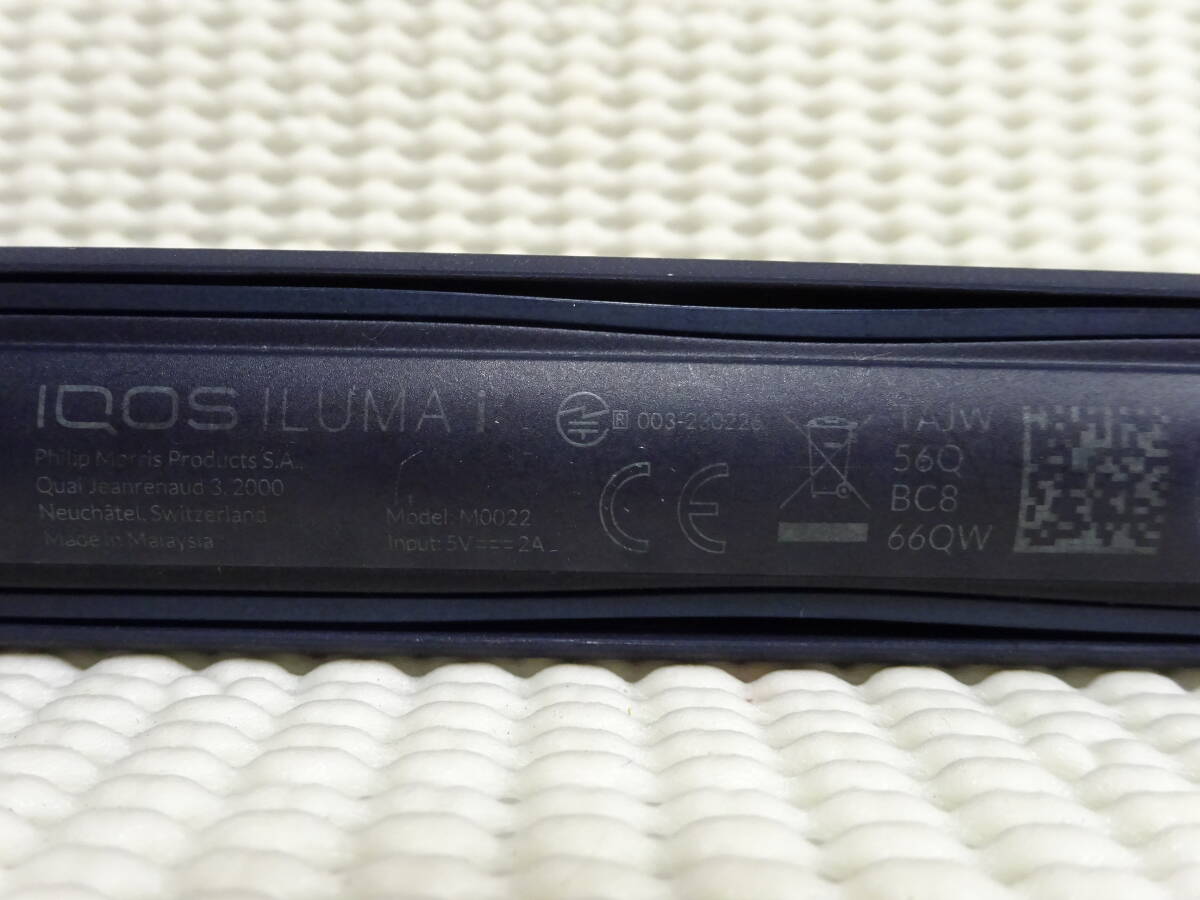 IQOS ILUMA i
Philip Morris Products S.A.,
Quai Jeanrenaud 3, 2000
Neuchâtel, Switzerland
Made in Malaysia
Model: M0022
Input: 5V⎓2A
R 003-230226
CE
TAJW
56Q
BC8
66QW